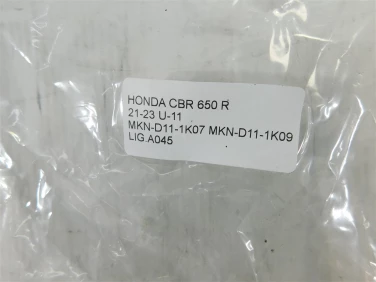 HONDA CBR 650 R
21-23 U-11
MKN-D11-1K07 MKN-D11-1K09
LIG.A045